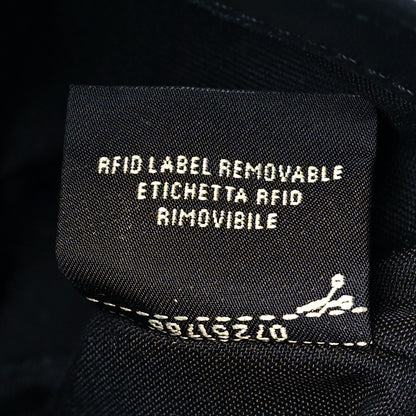 RFID LABEL REMOVABLE
ETICHETTA RFID
RIMOVIBILE